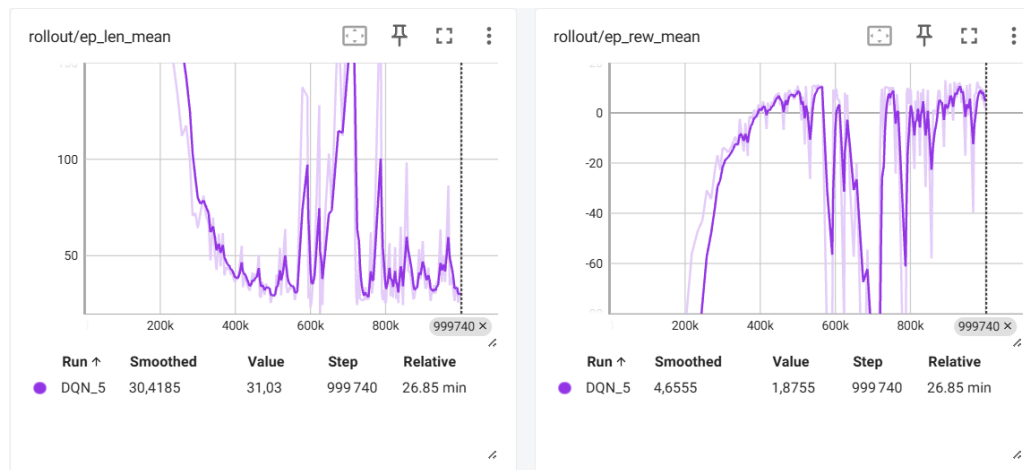 rollout/ep_len_mean
100
50
200k 400k 600k 800k 999740 ×
Run ↑ Smoothed Value Step Relative
DQN_5 30,4185 31,03 999 740 26.85 min
rollout/ep_rew_mean
0
-20
-40
-60
200k 400k 600k 800k 999740 ×
Run ↑ Smoothed Value Step Relative
DQN_5 4,6555 1,8755 999 740 26.85 min